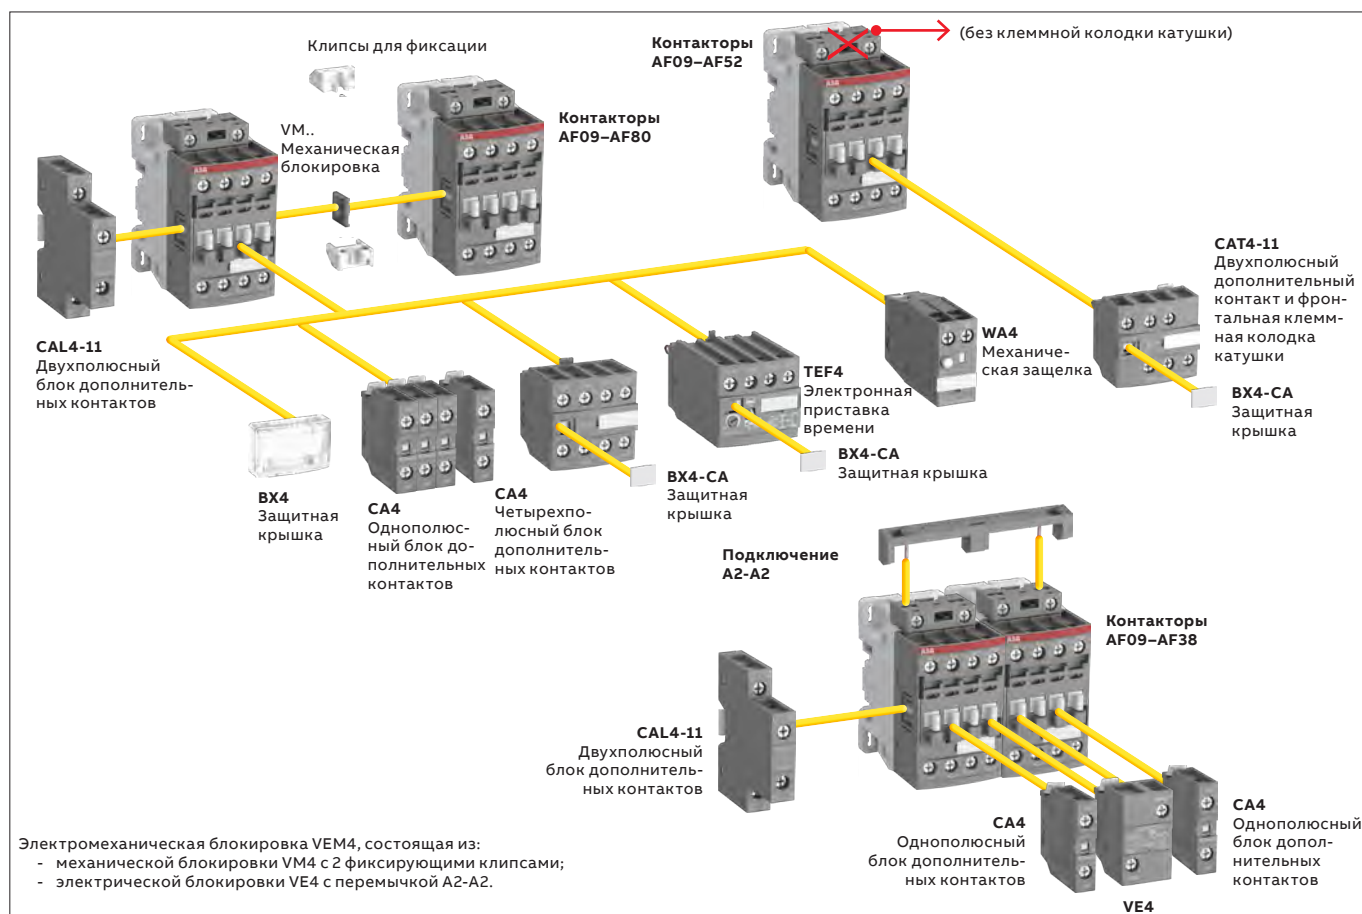 Клипсы для фиксации
Контакторы
AF09–AF52
(без клеммной колодки катушки)
VM..
Механическая
блокировка
Контакторы
AF09–AF80
ABB
ABB
ABB
CAL4-11
Двухполюсный
блок дополнитель-
ных контактов
CAT4-11
Двухполюсный
дополнительный
контакт и фрон-
тальная клемм-
ная колодка
катушки
WA4
Механиче-
ская защелка
TEF4
Электронная
приставка
времени
BX4-CA
Защитная
крышка
BX4-CA
Защитная крышка
BX4-CA
Защитная
крышка
BX4
Защитная
крышка
CA4
Однополюс-
ный блок до-
полнительных
контактов
CA4
Четырехпо-
люсный блок
дополнитель-
ных контактов
Подключение
A2-A2
Контакторы
AF09–AF38
ABB
ABB
CAL4-11
Двухполюсный
блок дополнитель-
ных контактов
CA4
Однополюсный
блок дополнитель-
ных контактов
VE4
CA4
Однополюсный
блок допол-
нительных
контактов
Электромеханическая блокировка VEM4, состоящая из:
- механической блокировки VM4 с 2 фиксирующими клипсами;
- электрической блокировки VE4 с перемычкой A2-A2.